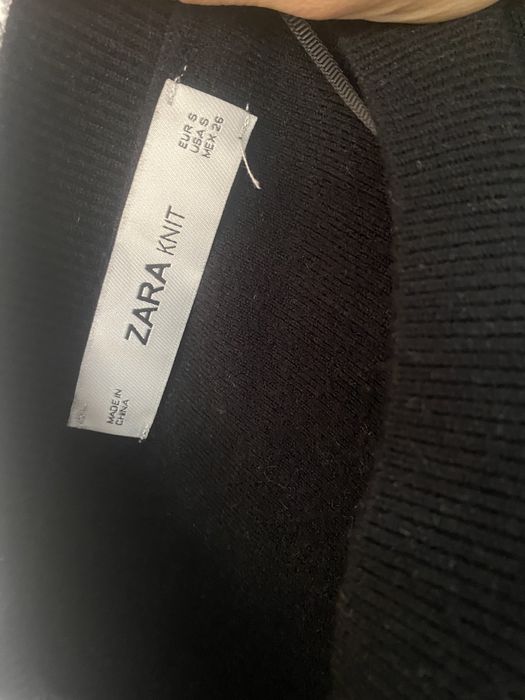 EUR S
USA S
MEX 26
ZARA KNIT
MADE IN
CHINA